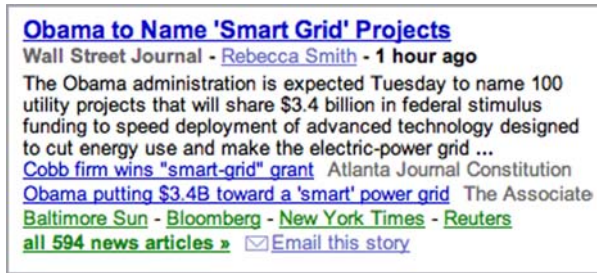 Obama to Name 'Smart Grid' Projects
Wall Street Journal - Rebecca Smith - 1 hour ago
The Obama administration is expected Tuesday to name 100
utility projects that will share $3.4 billion in federal stimulus
funding to speed deployment of advanced technology designed
to cut energy use and make the electric-power grid ...
Cobb firm wins "smart-grid" grant Atlanta Journal Constitution
Obama putting $3.4B toward a 'smart' power grid The Associate
Baltimore Sun - Bloomberg - New York Times - Reuters
all 594 news articles » Email this story